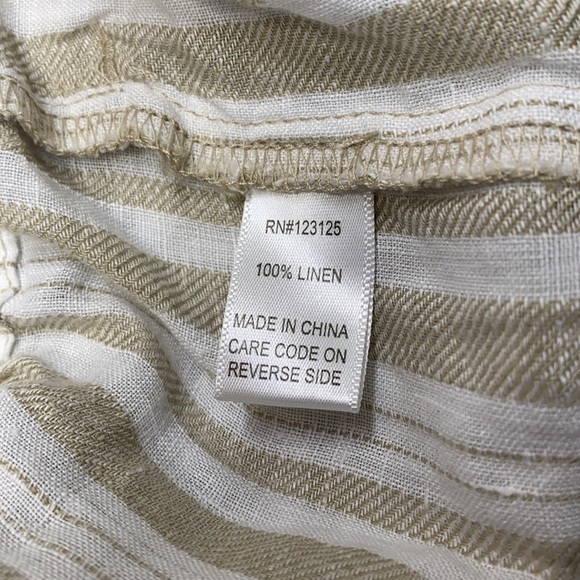 RN#123125
100% LINEN
MADE IN CHINA
CARE CODE ON
REVERSE SIDE